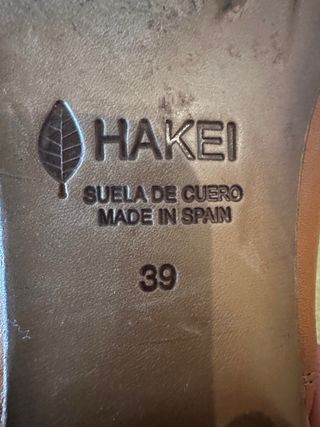 HAKEI
SUELA DE CUERO
MADE IN SPAIN
39